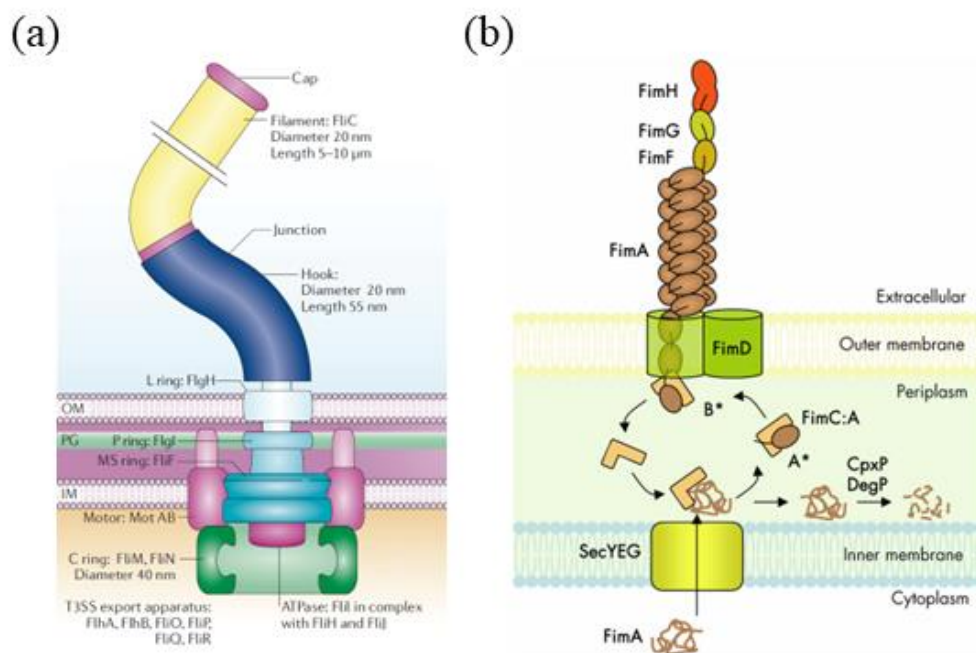 (a)
Cap
Filament: FliC
Diameter 20 nm
Length 5–10 μm
Junction
Hook:
Diameter 20 nm
Length 55 nm
L ring: FlgH
OM
PG
P ring: FlgI
MS ring: FliF
IM
Motor: Mot AB
C ring: FliM, FliN
Diameter 40 nm
T3SS export apparatus:
FlhA, FlhB, FliO, FliP,
FliQ, FliR
ATPase: FliI in complex
with FliH and FliJ
(b)
FimH
FimG
FimF
FimA
Extracellular
FimD
Outer membrane
Periplasm
B*
FimC:A
A*
CpxP
DegP
SecYEG
Inner membrane
Cytoplasm
FimA